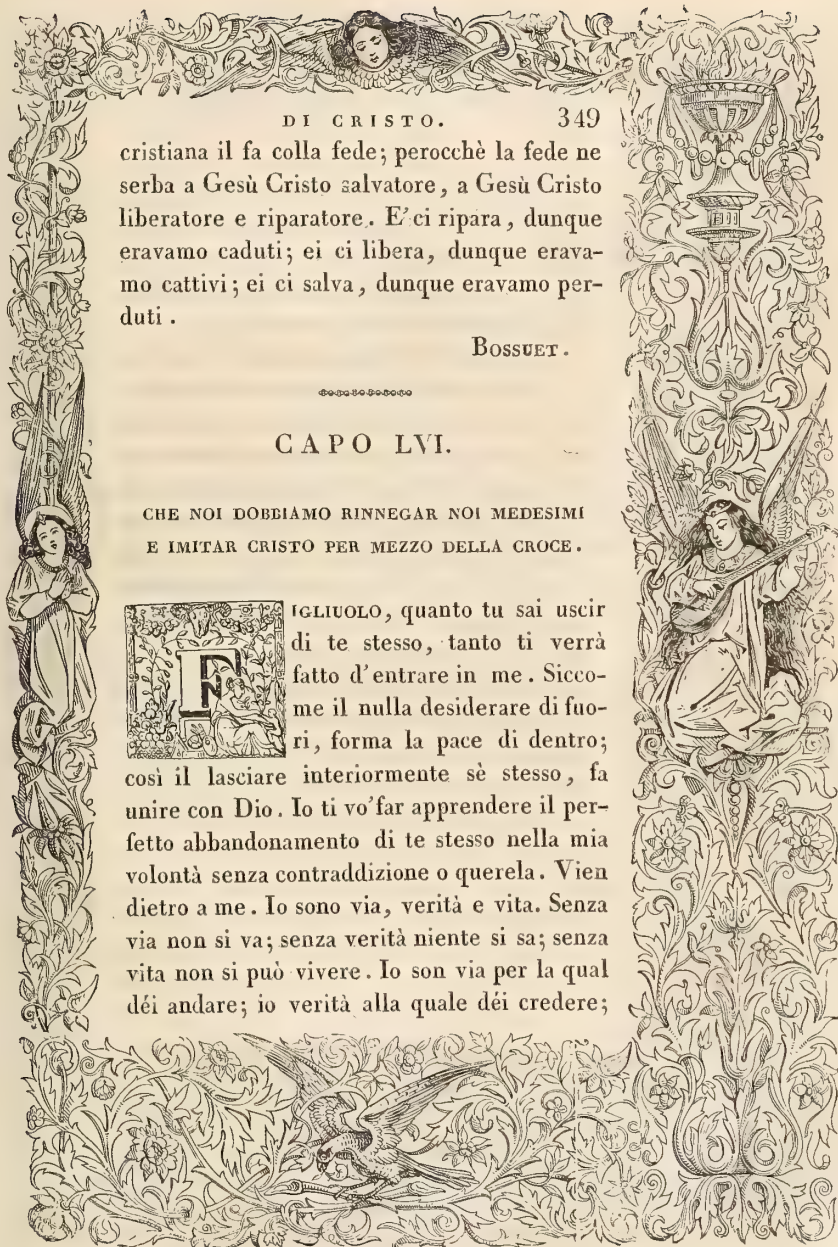 DI CRISTO. 349
cristiana il fa colla fede; perocchè la fede ne
serba a Gesù Cristo salvatore, a Gesù Cristo
liberatore e riparatore. E' ci ripara, dunque
eravamo caduti; ei ci libera, dunque erava-
mo cattivi; ei ci salva, dunque eravamo per-
duti.
BOSSUET.
CAPO LVI.
CHE NOI DOBBIAMO RINNEGAR NOI MEDESIMI
E IMITAR CRISTO PER MEZZO DELLA CROCE.
FIGLIUOLO, quanto tu sai uscir
di te stesso, tanto ti verrà
fatto d'entrare in me. Sicco-
me il nulla desiderare di fuo-
ri, forma la pace di dentro;
così il lasciare interiormente sè stesso, fa
unire con Dio. Io ti vo' far apprendere il per-
fetto abbandonamento di te stesso nella mia
volontà senza contraddizione o querela. Vien
dietro a me. Io sono via, verità e vita. Senza
via non si va; senza verità niente si sa; senza
vita non si può vivere. Io son via per la qual
déi andare; io verità alla quale déi credere;